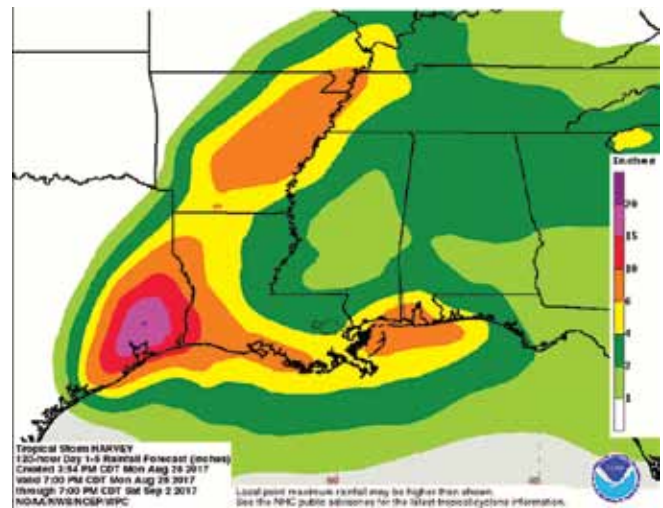 Inches
20
15
10
6
4
2
1
Tropical Storm HARVEY
120-hour Day 1-5 Rainfall Forecast (inches)
Created 3:54 PM CDT Mon Aug 28 2017
Valid 7:00 PM CDT Mon Aug 28 2017
through 7:00 PM CDT Sat Sep 2 2017
NOAA/NWS/NCEP/WPC
Local point maximum rainfall may be higher than shown.
See the NHC public advisories for the latest tropical cyclone information.